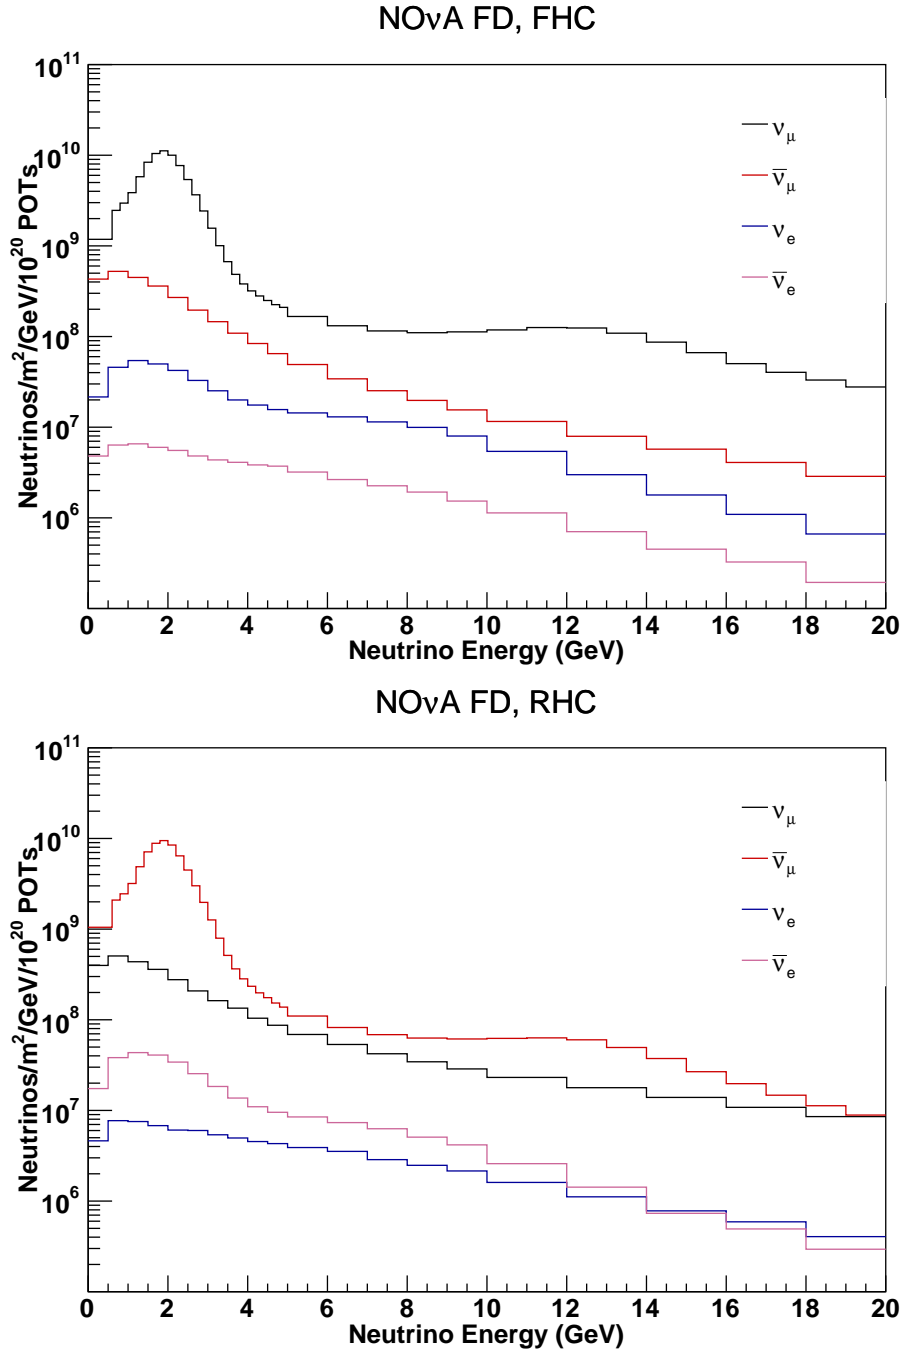 NOνA FD, FHC
Neutrinos/m²/GeV/10²⁰ POTs
10¹¹
10¹⁰
10⁹
10⁸
10⁷
10⁶
ν_μ
ν̅_μ
ν_e
ν̅_e
0 2 4 6 8 10 12 14 16 18 20
Neutrino Energy (GeV)
NOνA FD, RHC
Neutrinos/m²/GeV/10²⁰ POTs
10¹¹
10¹⁰
10⁹
10⁸
10⁷
10⁶
ν_μ
ν̅_μ
ν_e
ν̅_e
0 2 4 6 8 10 12 14 16 18 20
Neutrino Energy (GeV)